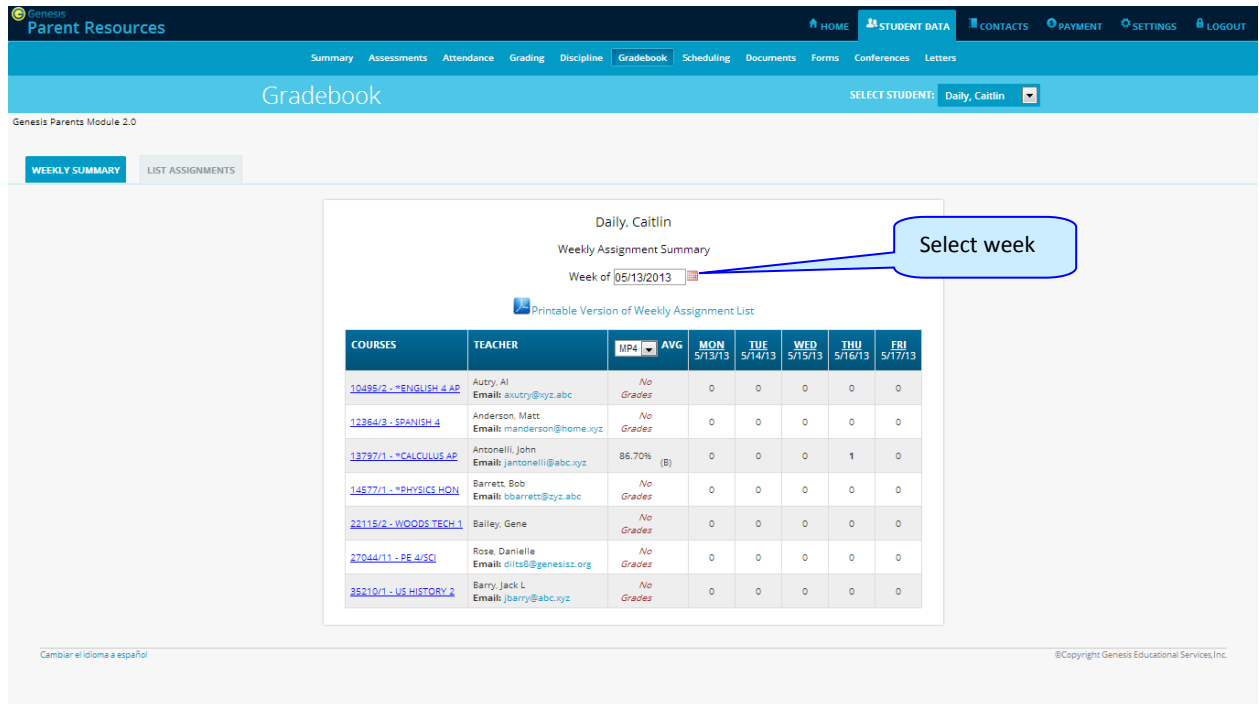 Genesis
Parent Resources
HOME STUDENT DATA CONTACTS PAYMENT SETTINGS LOGOUT
Summary Assessments Attendance Grading Discipline Gradebook Scheduling Documents Forms Conferences Letters
Gradebook SELECT STUDENT: Daily, Caitlin
Genesis Parents Module 2.0
WEEKLY SUMMARY LIST ASSIGNMENTS
Daily, Caitlin
Weekly Assignment Summary
Select week
Week of 05/13/2013
Printable Version of Weekly Assignment List
COURSES TEACHER MP4 AVG MON 5/13/13 TUE 5/14/13 WED 5/15/13 THU 5/16/13 FRI 5/17/13
10495/2 - *ENGLISH 4 AP Autry, Al No Grades 0 0 0 0 0
Email: axutry@xyz.abc
12364/3 - SPANISH 4 Anderson, Matt No Grades 0 0 0 0 0
Email: manderson@home.xyz
13797/1 - *CALCULUS AP Antonelli, John 86.70% (B) 0 0 0 1 0
Email: jantonelli@abc.xyz
14577/1 - *PHYSICS HON Barrett, Bob No Grades 0 0 0 0 0
Email: bbarrett@zyz.abc
22115/2 - WOODS TECH 1 Bailey, Gene No Grades 0 0 0 0 0
27044/11 - PE 4/SCI Rose, Danielle No Grades 0 0 0 0 0
Email: dilts8@genesisz.org
35210/1 - US HISTORY 2 Barry, Jack L No Grades 0 0 0 0 0
Email: jbarry@abc.xyz
Cambiar el idioma a español ©Copyright Genesis Educational Services,Inc.